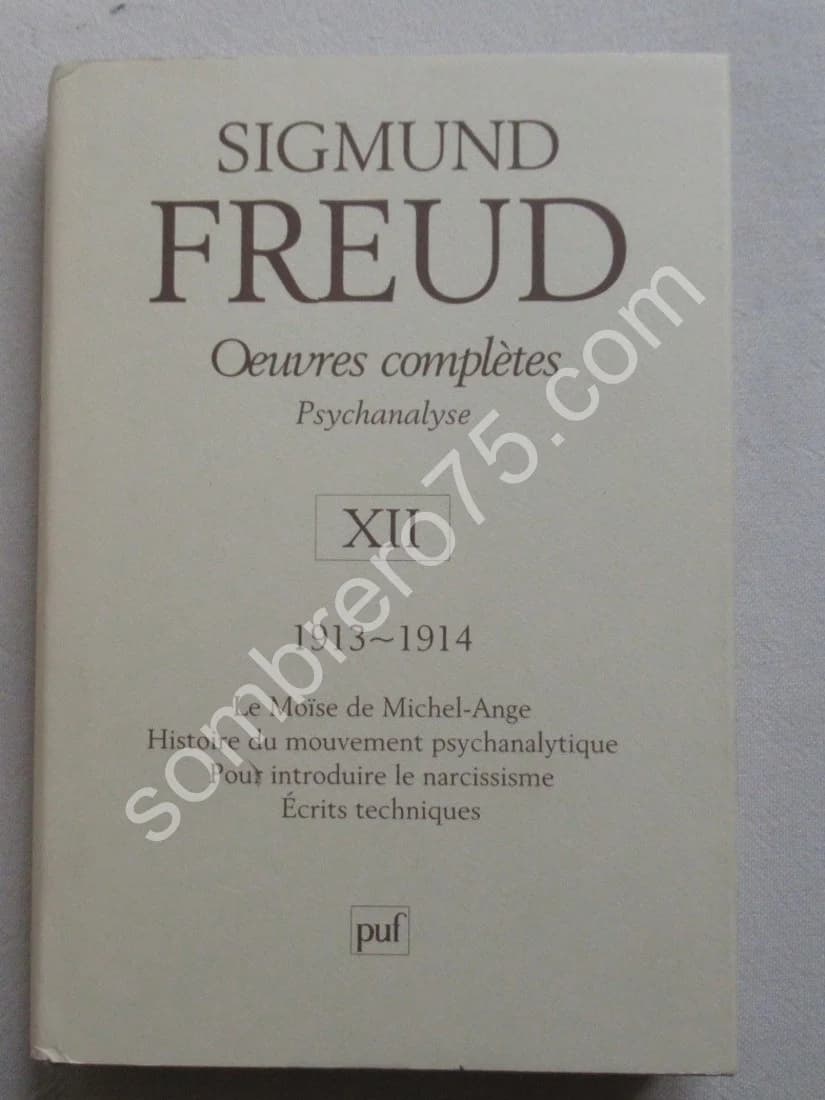 SIGMUND
FREUD
Oeuvres complètes
Psychanalyse
XII
1913~1914
Le Moïse de Michel-Ange
Histoire du mouvement psychanalytique
Pour introduire le narcissisme
Écrits techniques
puf
sombrero75.com